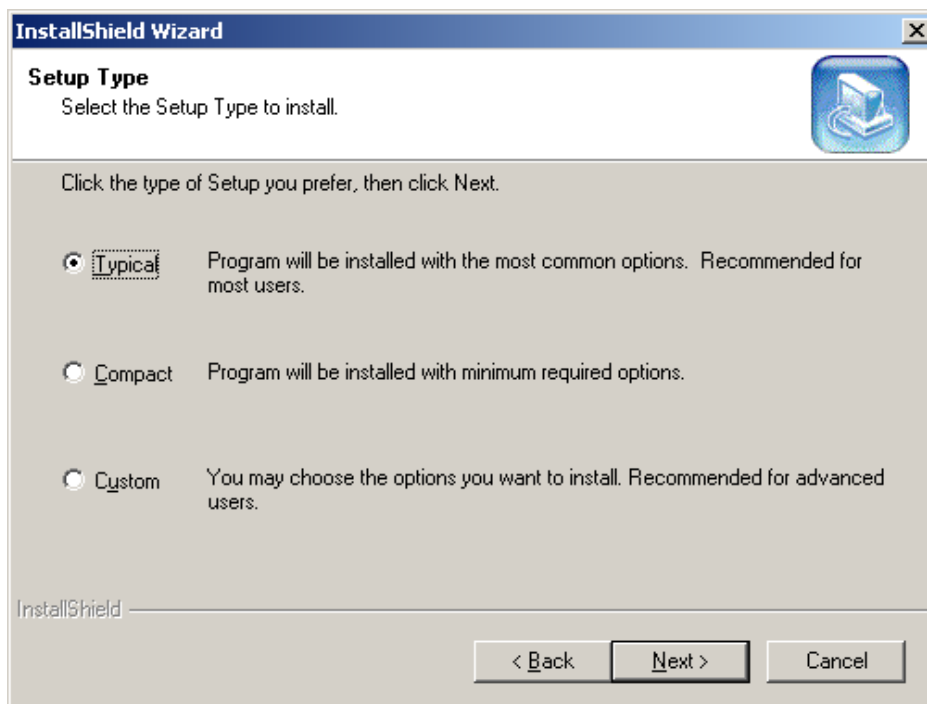 InstallShield Wizard
Setup Type
Select the Setup Type to install.
Click the type of Setup you prefer, then click Next.
Typical Program will be installed with the most common options.  Recommended for
most users.
Compact Program will be installed with minimum required options.
Custom You may choose the options you want to install. Recommended for advanced
users.
InstallShield
< Back Next > Cancel